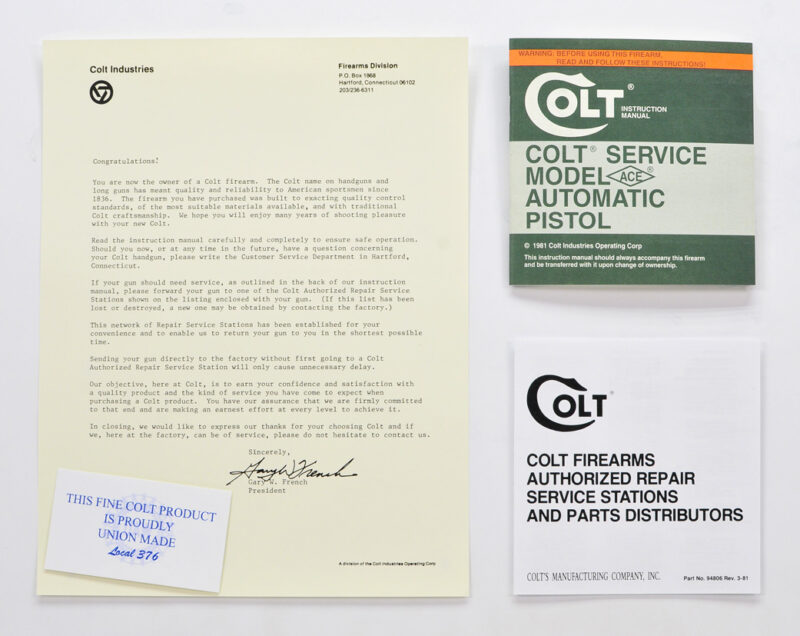 Colt Industries
Firearms Division
P.O. Box 1868
Hartford, Connecticut 06102
203/236-6311
Congratulations!
You are now the owner of a Colt firearm. The Colt name on handguns and
long guns has meant quality and reliability to American sportsmen since
1836. The firearm you have purchased was built to exacting quality control
standards, of the most suitable materials available, and with traditional
Colt craftsmanship. We hope you will enjoy many years of shooting pleasure
with your new Colt.
Read the instruction manual carefully and completely to ensure safe operation.
Should you now, or at any time in the future, have a question concerning
your Colt handgun, please write the Customer Service Department in Hartford,
Connecticut.
If your gun should need service, as outlined in the back of our instruction
manual, please forward your gun to one of the Colt Authorized Repair Service
Stations shown on the listing enclosed with your gun. (If this list has been
lost or destroyed, a new one may be obtained by contacting the factory.)
This network of Repair Service Stations has been established for your
convenience and to enable us to return your gun to you in the shortest possible
time.
Sending your gun directly to the factory without first going to a Colt
Authorized Repair Service Station will only cause unnecessary delay.
Our objective, here at Colt, is to earn your confidence and satisfaction with
a quality product and the kind of service you have come to expect when
purchasing a Colt product. You have our assurance that we are firmly committed
to that end and are making an earnest effort at every level to achieve it.
In closing, we would like to express our thanks for your choosing Colt and if
we, here at the factory, can be of service, please do not hesitate to contact us.
Sincerely,
Gary W. French
Gary W. French
President
A division of the Colt Industries Operating Corp
THIS FINE COLT PRODUCT
IS PROUDLY
UNION MADE
Local 376
WARNING: BEFORE USING THIS FIREARM,
READ AND FOLLOW THESE INSTRUCTIONS!
COLT® INSTRUCTION
MANUAL
COLT® SERVICE
MODEL ACE®
AUTOMATIC
PISTOL
© 1981 Colt Industries Operating Corp
This instruction manual should always accompany this firearm
and be transferred with it upon change of ownership.
COLT®
COLT FIREARMS
AUTHORIZED REPAIR
SERVICE STATIONS
AND PARTS DISTRIBUTORS
COLT'S MANUFACTURING COMPANY, INC.
Part No. 94806 Rev. 3-81